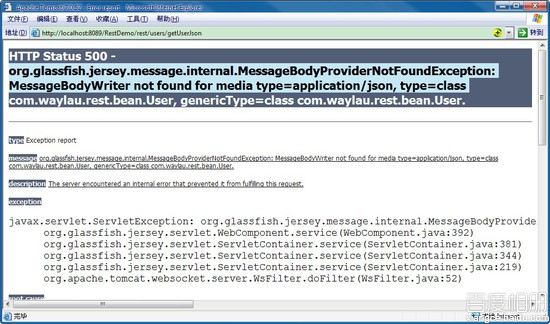 Apache Tomcat/7.0.47 - Error report - Microsoft Internet Explorer
文件(F) 编辑(E) 查看(V) 收藏(A) 工具(T) 帮助(H)
地址(D) http://localhost:8089/RestDemo/rest/users/getUserJson 转到
HTTP Status 500 -
org.glassfish.jersey.message.internal.MessageBodyProviderNotFoundException:
MessageBodyWriter not found for media type=application/json, type=class
com.waylau.rest.bean.User, genericType=class com.waylau.rest.bean.User.
type Exception report
message org.glassfish.jersey.message.internal.MessageBodyProviderNotFoundException: MessageBodyWriter not found for media type=application/json, type=class
com.waylau.rest.bean.User, genericType=class com.waylau.rest.bean.User.
description The server encountered an internal error that prevented it from fulfilling this request.
exception
javax.servlet.ServletException: org.glassfish.jersey.message.internal.MessageBodyProvide
org.glassfish.jersey.servlet.WebComponent.service(WebComponent.java:392)
org.glassfish.jersey.servlet.ServletContainer.service(ServletContainer.java:381)
org.glassfish.jersey.servlet.ServletContainer.service(ServletContainer.java:344)
org.glassfish.jersey.servlet.ServletContainer.service(ServletContainer.java:219)
org.apache.tomcat.websocket.server.WsFilter.doFilter(WsFilter.java:52)
root cause
完毕